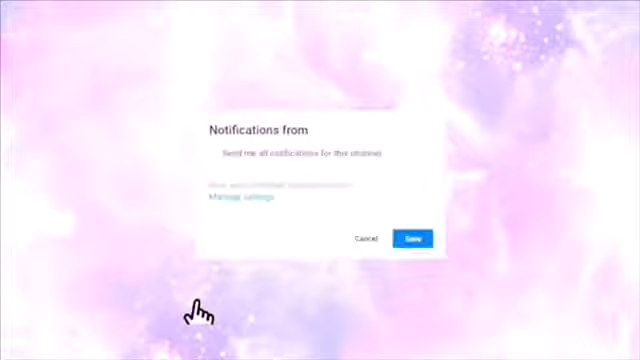 Notifications from
Send me all notifications for this channel
Manage settings
Cancel
Save